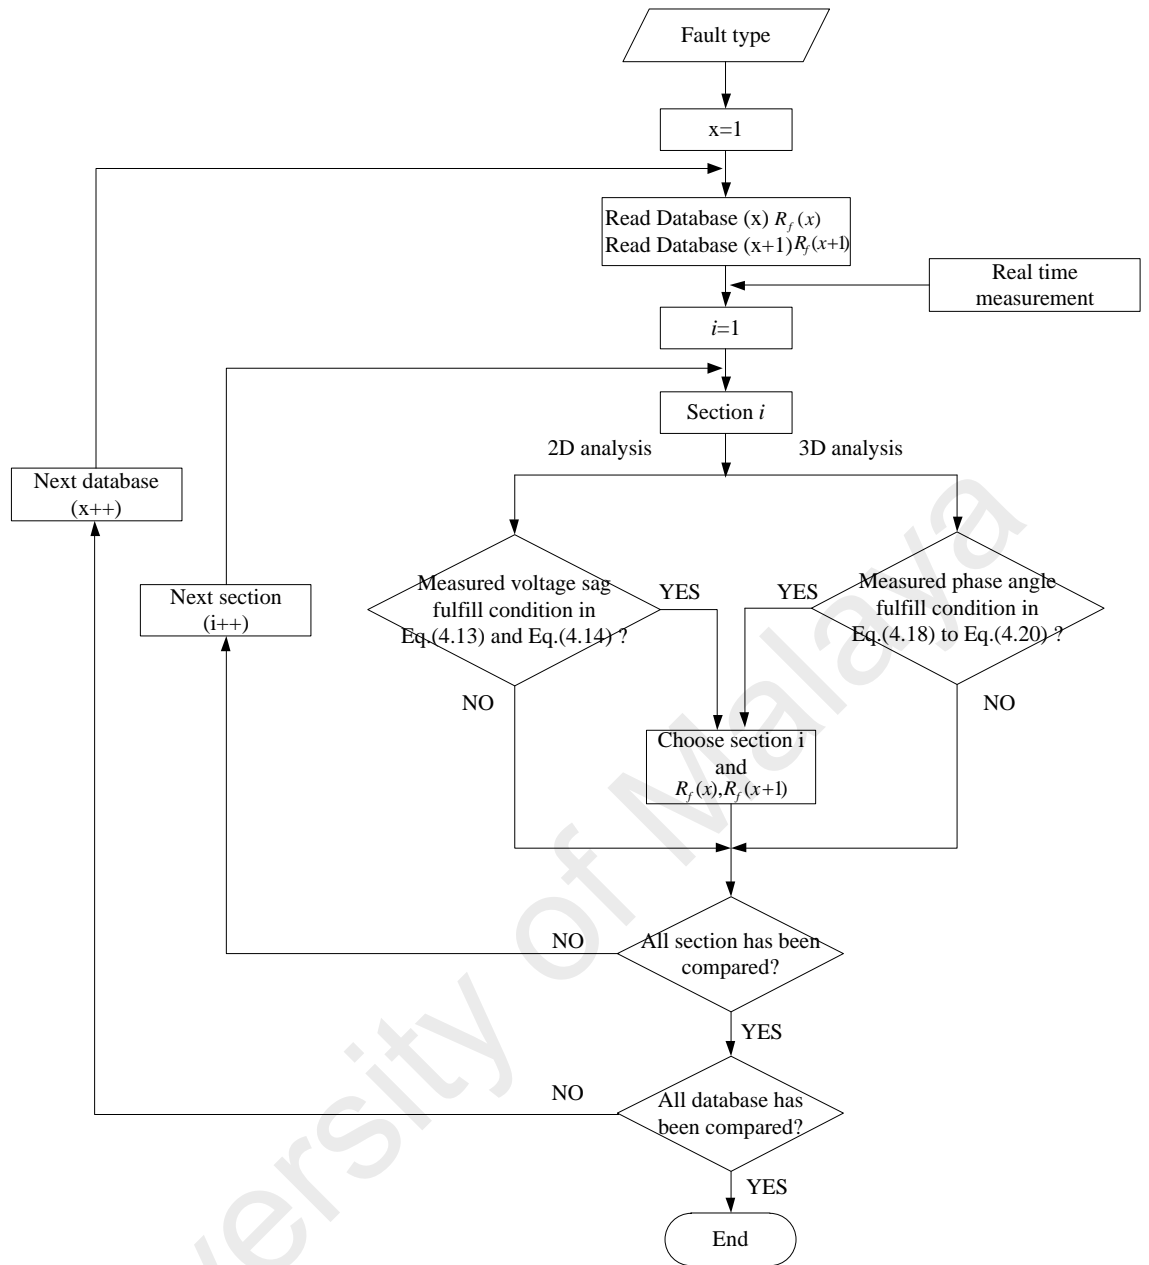 Fault type
x=1
Read Database (x) R_f(x)
Read Database (x+1) R_f(x+1)
Real time
measurement
i=1
Section i
2D analysis
3D analysis
Next database
(x++)
Next section
(i++)
Measured voltage sag
fulfill condition in
Eq.(4.13) and Eq.(4.14) ?
YES
NO
Measured phase angle
fulfill condition in
Eq.(4.18) to Eq.(4.20) ?
YES
NO
Choose section i
and
R_f(x),R_f(x+1)
All section has been
compared?
NO
YES
All database has
been compared?
NO
YES
End
versity of Malaya